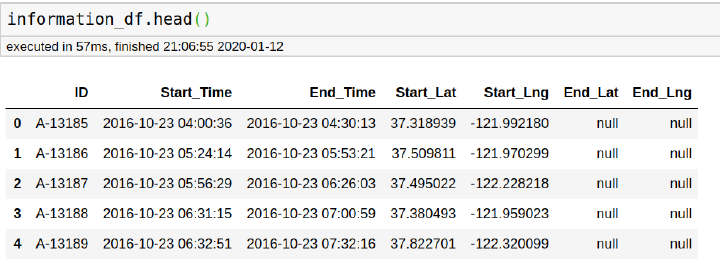 information_df.head()
executed in 57ms, finished 21:06:55 2020-01-12
ID Start_Time End_Time Start_Lat Start_Lng End_Lat End_Lng
0 A-13185 2016-10-23 04:00:36 2016-10-23 04:30:13 37.318939 -121.992180 null null
1 A-13186 2016-10-23 05:24:14 2016-10-23 05:53:21 37.509811 -121.970299 null null
2 A-13187 2016-10-23 05:56:29 2016-10-23 06:26:03 37.495022 -122.228218 null null
3 A-13188 2016-10-23 06:31:15 2016-10-23 07:00:59 37.380493 -121.959023 null null
4 A-13189 2016-10-23 06:32:51 2016-10-23 07:32:16 37.822701 -122.320099 null null